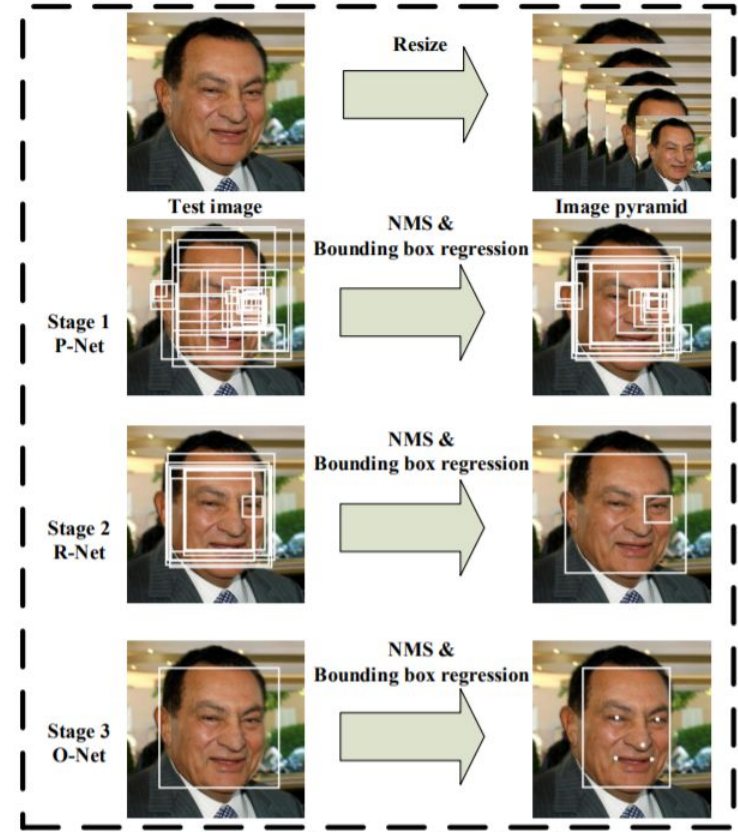 Resize
Test image
Image pyramid
NMS &
Bounding box regression
Stage 1
P-Net
NMS &
Bounding box regression
Stage 2
R-Net
NMS &
Bounding box regression
Stage 3
O-Net